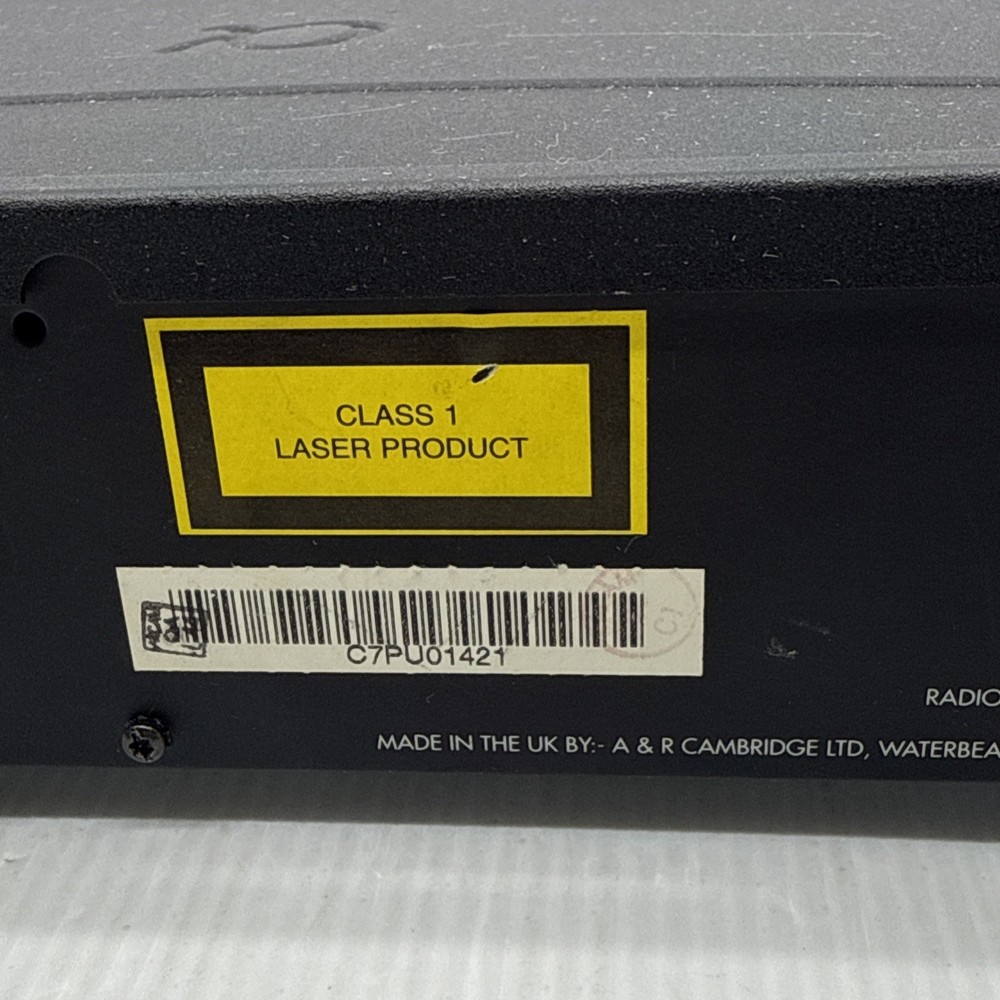 CLASS 1
LASER PRODUCT
C7PU01421
RADIO
MADE IN THE UK BY:- A & R CAMBRIDGE LTD, WATERBEA